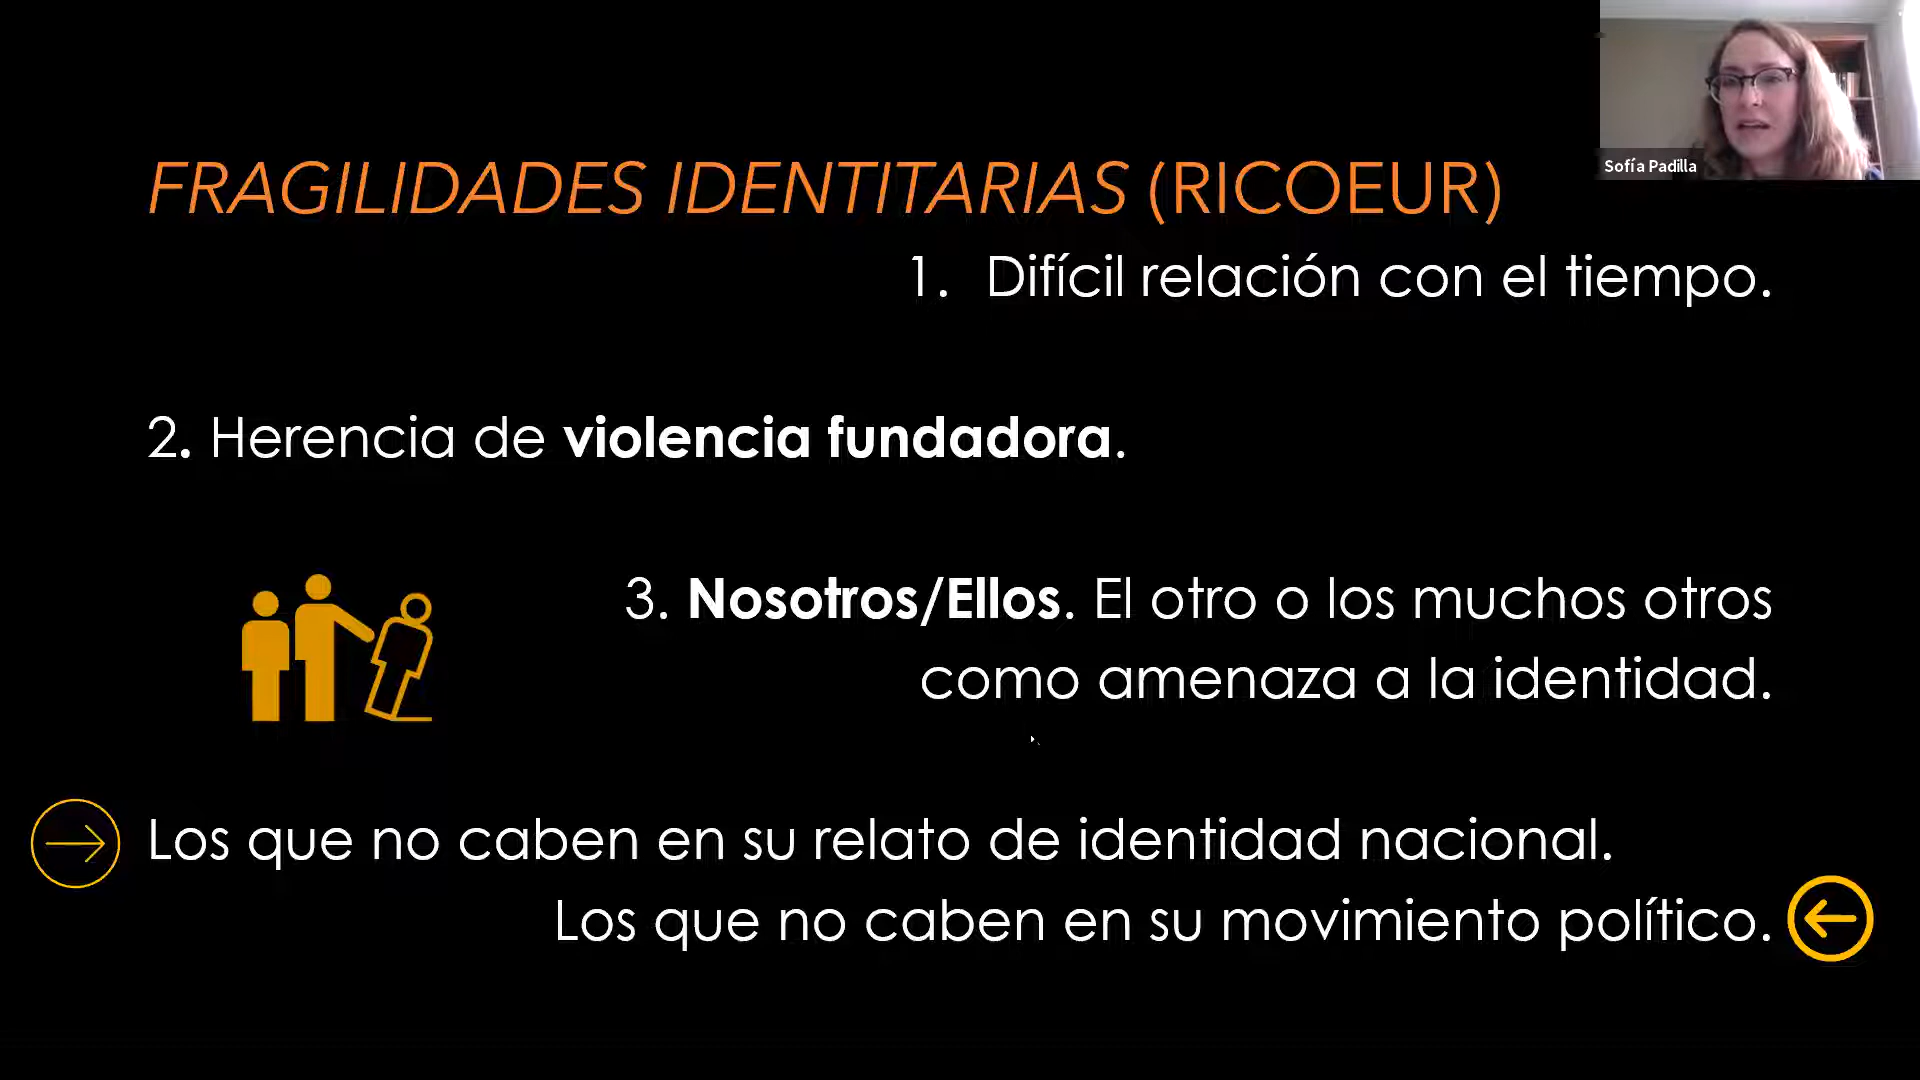 Sofía Padilla
FRAGILIDADES IDENTITARIAS (RICOEUR)
1. Difícil relación con el tiempo.
2. Herencia de violencia fundadora.
3. Nosotros/Ellos. El otro o los muchos otros
como amenaza a la identidad.
Los que no caben en su relato de identidad nacional.
Los que no caben en su movimiento político.